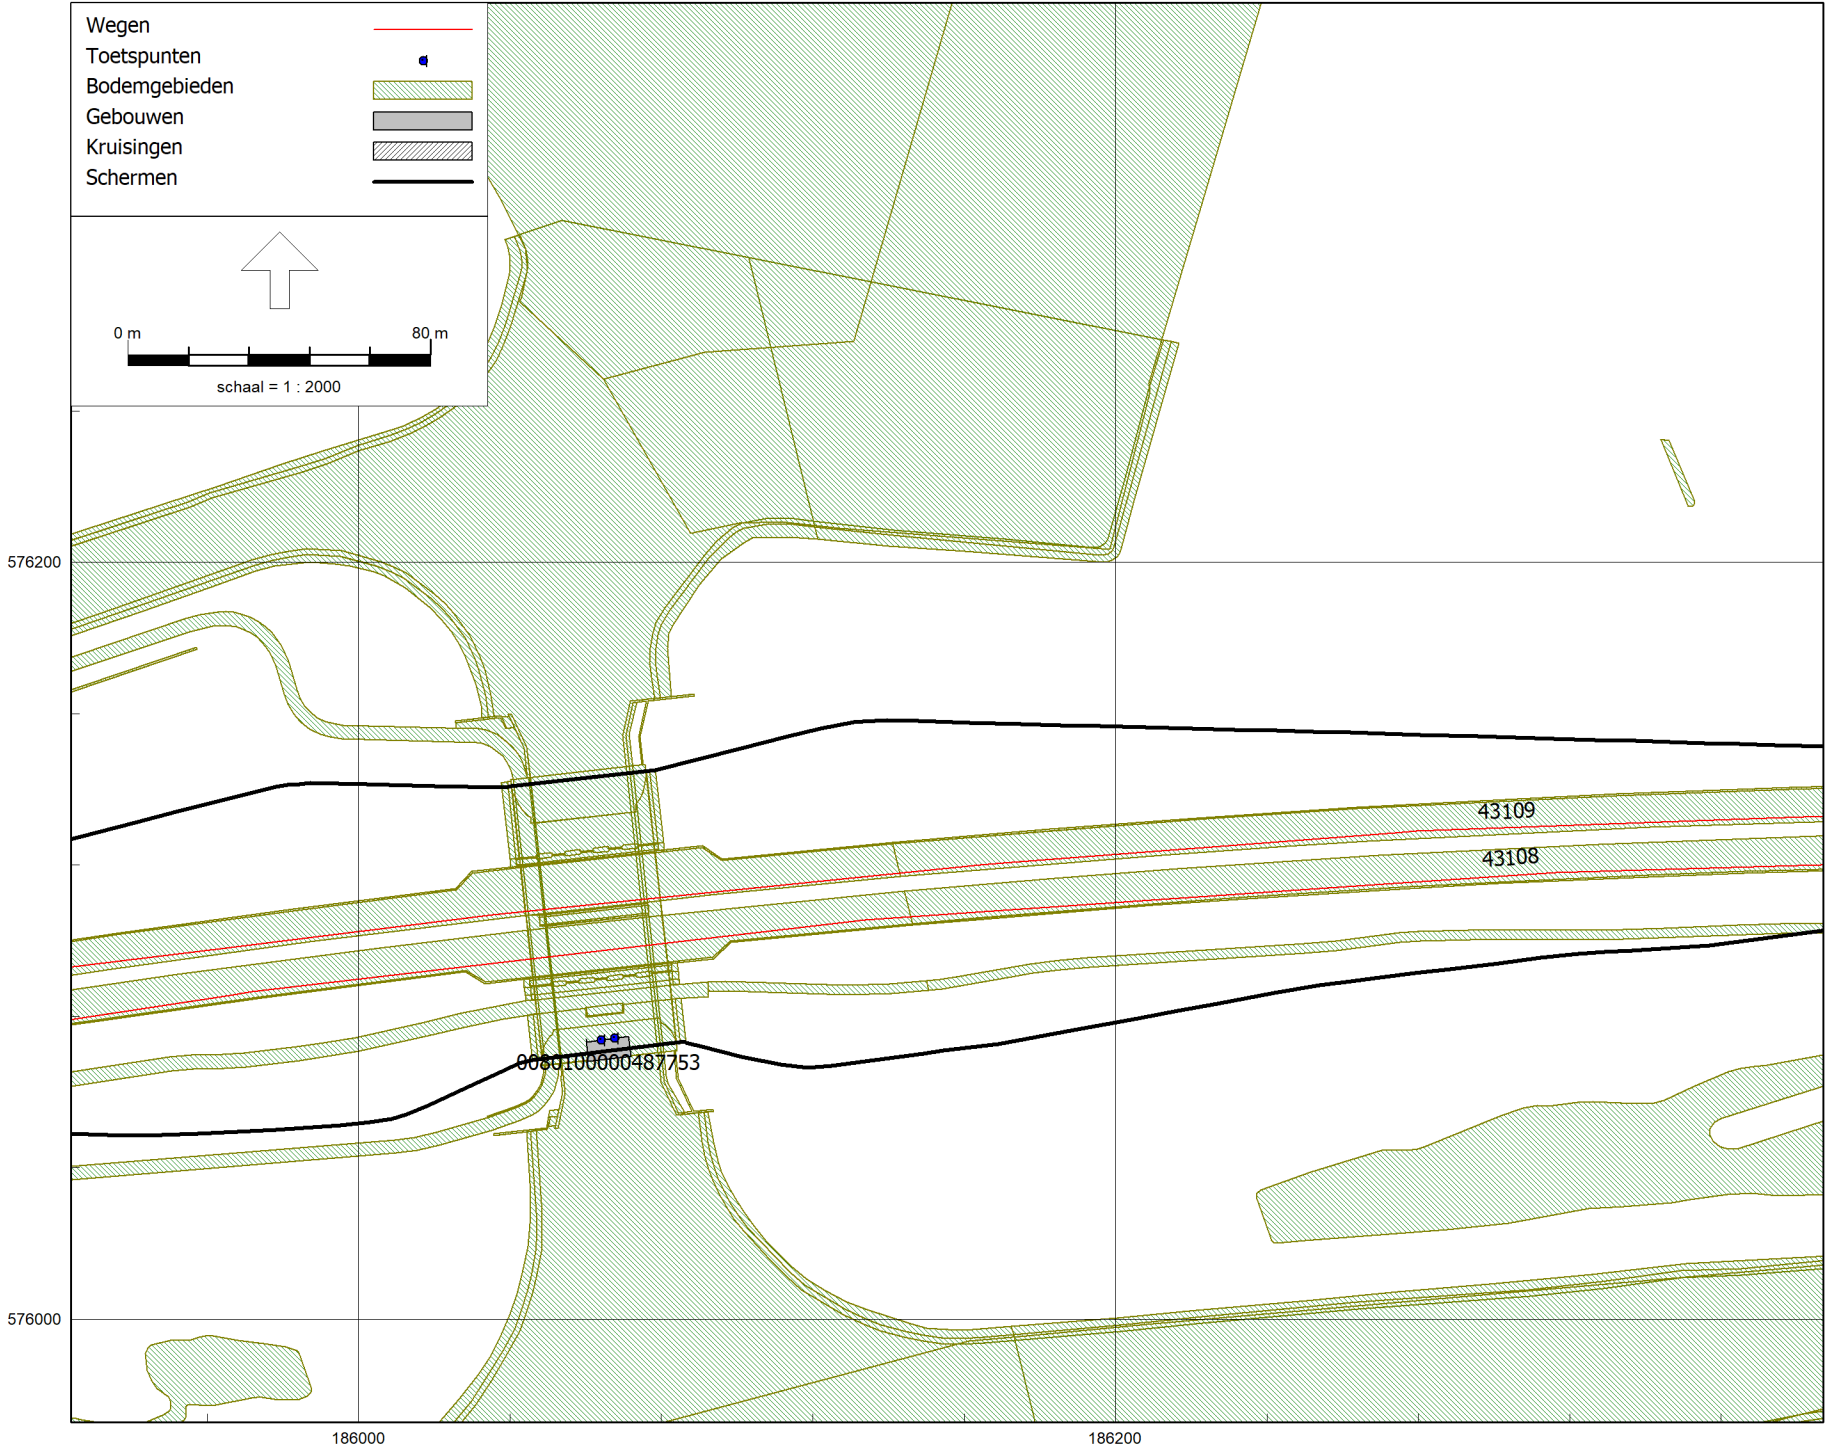 Wegen
Toetspunten
Bodemgebieden
Gebouwen
Kruisingen
Schermen
0 m 80 m
schaal = 1 : 2000
576200
43109
43108
0080100000487753
576000
186000 186200